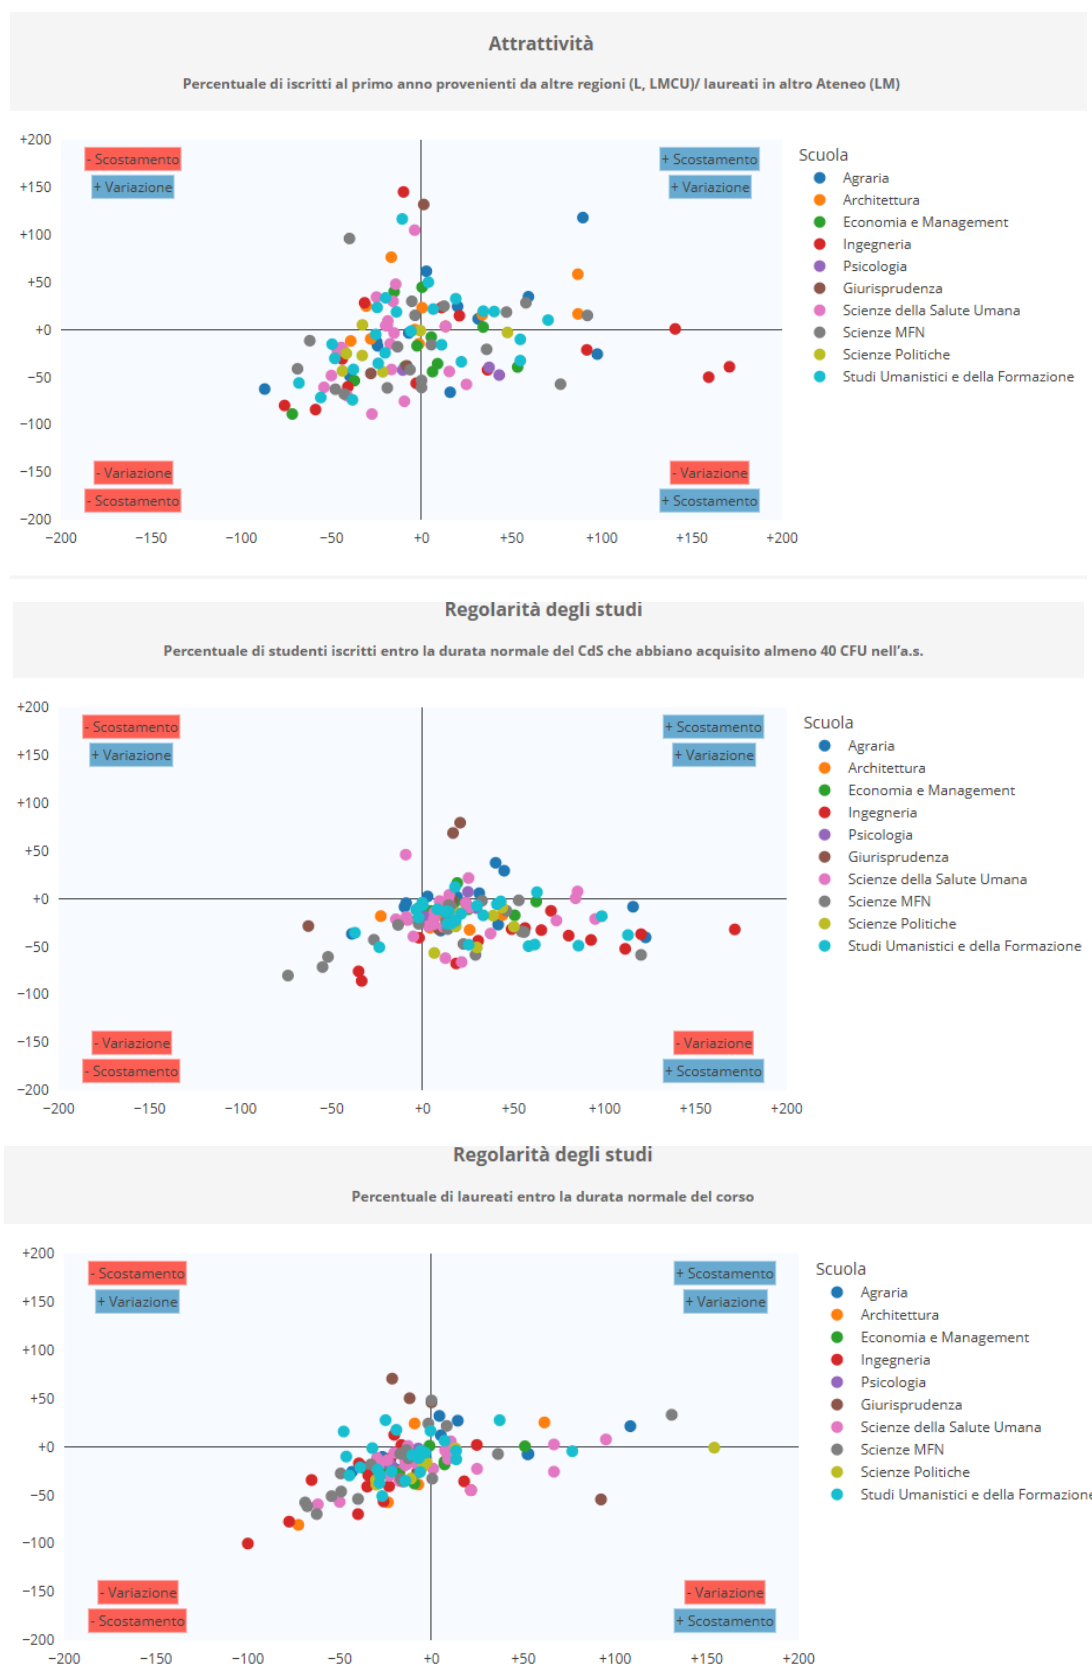 Attrattività
Percentuale di iscritti al primo anno provenienti da altre regioni (L, LMCU)/ laureati in altro Ateneo (LM)
+200
+150
+100
+50
+0
−50
−100
−150
−200
- Scostamento
+ Variazione
+ Scostamento
+ Variazione
- Variazione
- Scostamento
- Variazione
+ Scostamento
−200 −150 −100 −50 +0 +50 +100 +150 +200
Scuola
Agraria
Architettura
Economia e Management
Ingegneria
Psicologia
Giurisprudenza
Scienze della Salute Umana
Scienze MFN
Scienze Politiche
Studi Umanistici e della Formazione
Regolarità degli studi
Percentuale di studenti iscritti entro la durata normale del CdS che abbiano acquisito almeno 40 CFU nell'a.s.
+200
+150
+100
+50
+0
−50
−100
−150
−200
- Scostamento
+ Variazione
+ Scostamento
+ Variazione
- Variazione
- Scostamento
- Variazione
+ Scostamento
−200 −150 −100 −50 +0 +50 +100 +150 +200
Scuola
Agraria
Architettura
Economia e Management
Ingegneria
Psicologia
Giurisprudenza
Scienze della Salute Umana
Scienze MFN
Scienze Politiche
Studi Umanistici e della Formazione
Regolarità degli studi
Percentuale di laureati entro la durata normale del corso
+200
+150
+100
+50
+0
−50
−100
−150
−200
- Scostamento
+ Variazione
+ Scostamento
+ Variazione
- Variazione
- Scostamento
- Variazione
+ Scostamento
−200 −150 −100 −50 +0 +50 +100 +150 +200
Scuola
Agraria
Architettura
Economia e Management
Ingegneria
Psicologia
Giurisprudenza
Scienze della Salute Umana
Scienze MFN
Scienze Politiche
Studi Umanistici e della Formazione